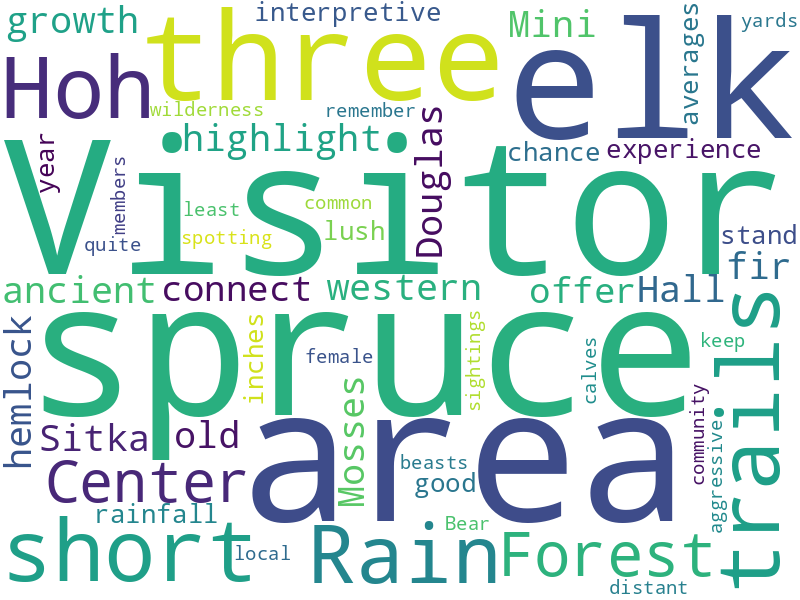 growth
interpretive
Mini
averages
yards
Hoh
three
elk
wilderness
remember
highlight
Douglas
chance
experience
year
members
Visitor
quite
least
common
spotting
lush
stand
fir
ancient
connect
western
offer
Hall
trails
hemlock
spruce
inches
female
sightings
calves
keep
Sitka
old
Mosses
area
community
aggressive
Center
beasts
good
rainfall
short
local
Rain
Bear
Forest
distant